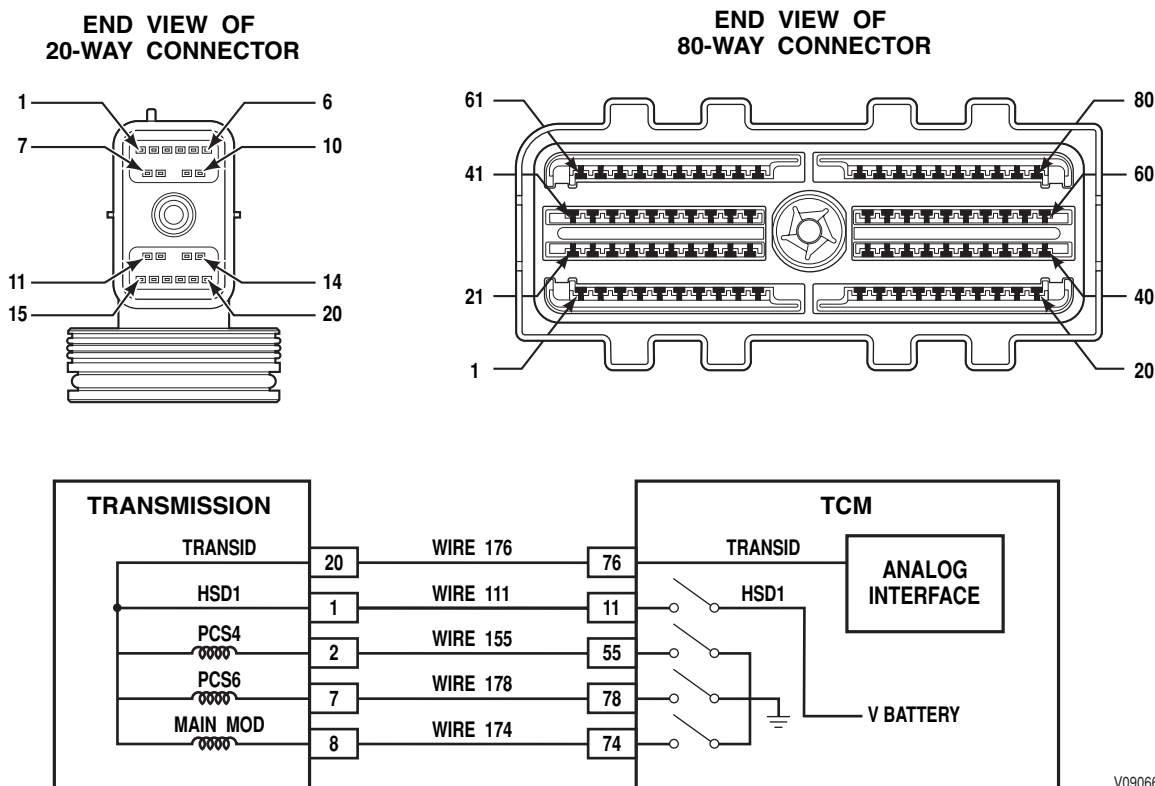 END VIEW OF
20-WAY CONNECTOR
1
6
7
10
11
14
15
20
END VIEW OF
80-WAY CONNECTOR
61
80
41
60
21
40
1
20
TRANSMISSION
TCM
TRANSID
20
WIRE 176
76
TRANSID
ANALOG
INTERFACE
HSD1
1
WIRE 111
11
HSD1
PCS4
2
WIRE 155
55
PCS6
7
WIRE 178
78
V BATTERY
MAIN MOD
8
WIRE 174
74
V09066